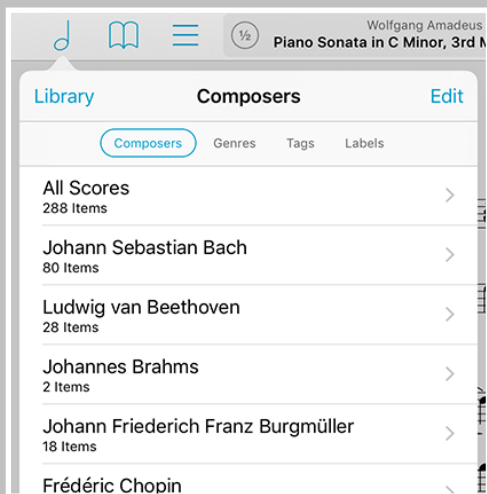 ½
Wolfgang Amadeus
Piano Sonata in C Minor, 3rd
Library
Composers
Edit
Composers
Genres
Tags
Labels
All Scores
288 Items
Johann Sebastian Bach
80 Items
Ludwig van Beethoven
28 Items
Johannes Brahms
2 Items
Johann Friederich Franz Burgmüller
18 Items
Frédéric Chopin